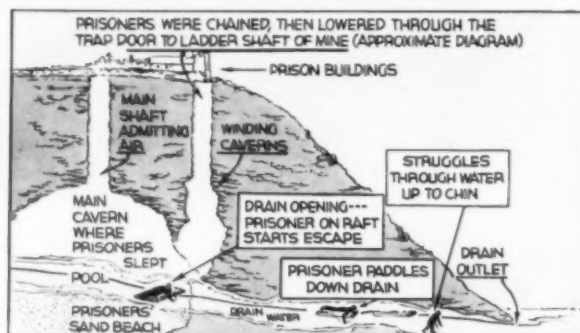 PRISONERS WERE CHAINED, THEN LOWERED THROUGH THE
TRAP DOOR TO LADDER SHAFT OF MINE (APPROXIMATE DIAGRAM)
PRISON BUILDINGS
MAIN
SHAFT
ADMITTING
AIR
WINDING
CAVERNS
STRUGGLES
THROUGH WATER
UP TO CHIN
MAIN
CAVERN
WHERE
PRISONERS
SLEPT
DRAIN OPENING---
PRISONER ON RAFT
STARTS ESCAPE
DRAIN
OUTLET
POOL
PRISONER PADDLES
DOWN DRAIN
DRAIN WATER
PRISONERS'
SAND BEACH